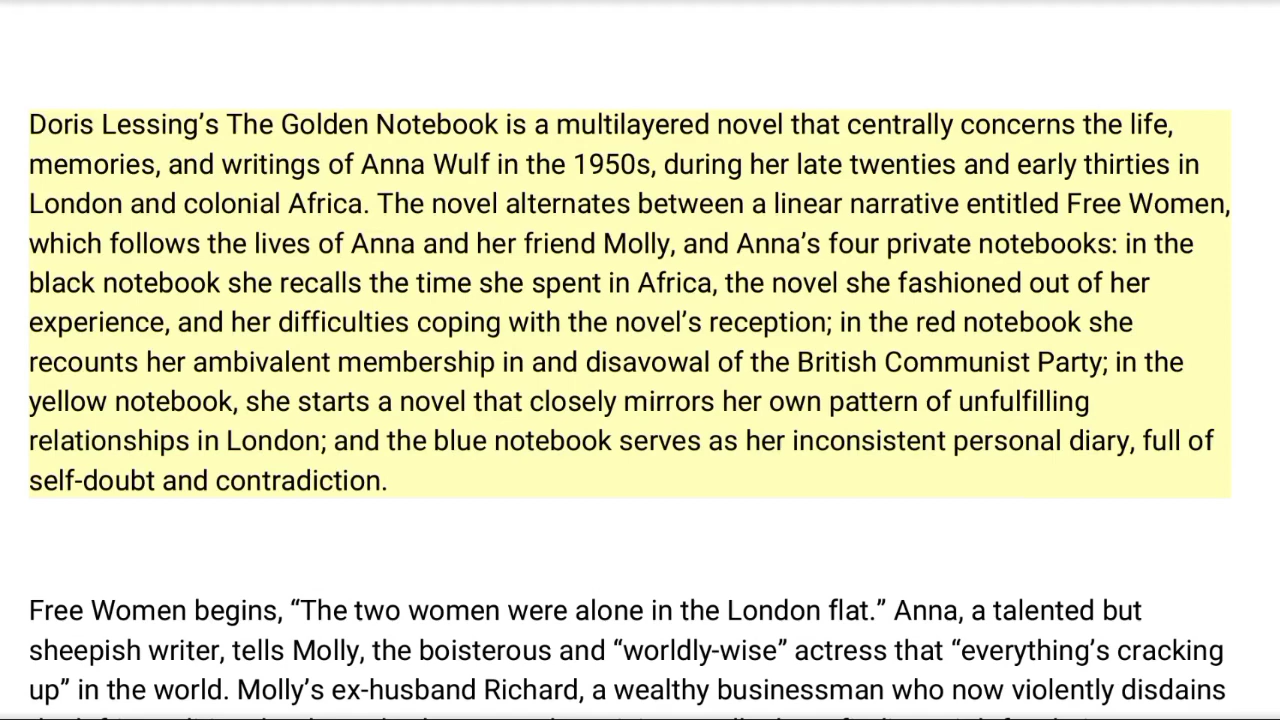 Doris Lessing’s The Golden Notebook is a multilayered novel that centrally concerns the life,
memories, and writings of Anna Wulf in the 1950s, during her late twenties and early thirties in
London and colonial Africa. The novel alternates between a linear narrative entitled Free Women,
which follows the lives of Anna and her friend Molly, and Anna’s four private notebooks: in the
black notebook she recalls the time she spent in Africa, the novel she fashioned out of her
experience, and her difficulties coping with the novel’s reception; in the red notebook she
recounts her ambivalent membership in and disavowal of the British Communist Party; in the
yellow notebook, she starts a novel that closely mirrors her own pattern of unfulfilling
relationships in London; and the blue notebook serves as her inconsistent personal diary, full of
self-doubt and contradiction.
Free Women begins, “The two women were alone in the London flat.” Anna, a talented but
sheepish writer, tells Molly, the boisterous and “worldly-wise” actress that “everything’s cracking
up” in the world. Molly’s ex-husband Richard, a wealthy businessman who now violently disdains